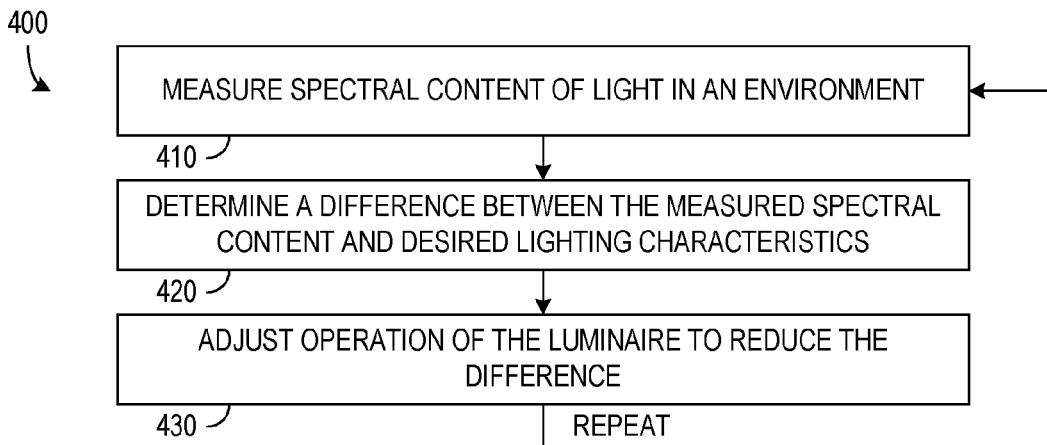 400
MEASURE SPECTRAL CONTENT OF LIGHT IN AN ENVIRONMENT
410
DETERMINE A DIFFERENCE BETWEEN THE MEASURED SPECTRAL
CONTENT AND DESIRED LIGHTING CHARACTERISTICS
420
ADJUST OPERATION OF THE LUMINAIRE TO REDUCE THE
DIFFERENCE
430
REPEAT